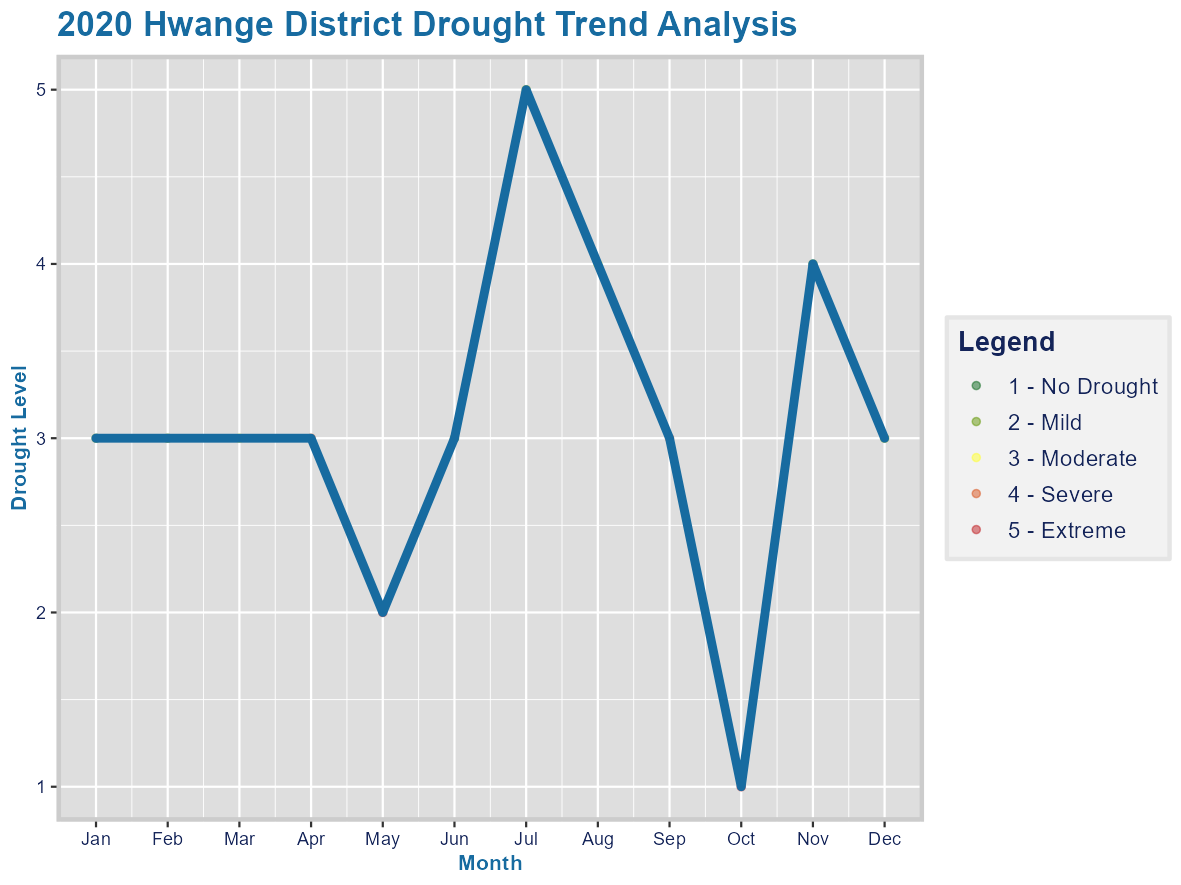 2020 Hwange District Drought Trend Analysis
Drought Level
5
4
3
2
1
Jan Feb Mar Apr May Jun Jul Aug Sep Oct Nov Dec
Month
Legend
1 - No Drought
2 - Mild
3 - Moderate
4 - Severe
5 - Extreme